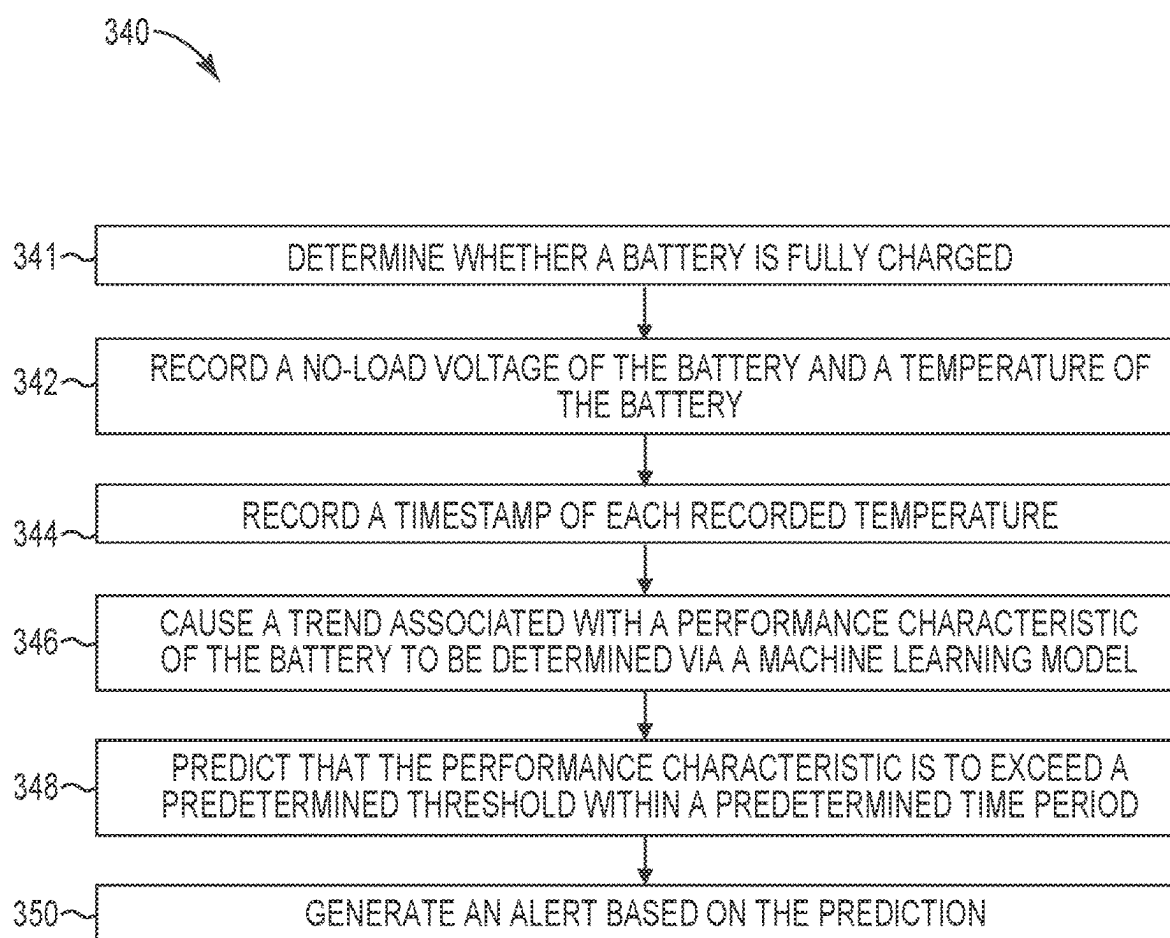 340
341
DETERMINE WHETHER A BATTERY IS FULLY CHARGED
342
RECORD A NO-LOAD VOLTAGE OF THE BATTERY AND A TEMPERATURE OF
THE BATTERY
344
RECORD A TIMESTAMP OF EACH RECORDED TEMPERATURE
346
CAUSE A TREND ASSOCIATED WITH A PERFORMANCE CHARACTERISTIC
OF THE BATTERY TO BE DETERMINED VIA A MACHINE LEARNING MODEL
348
PREDICT THAT THE PERFORMANCE CHARACTERISTIC IS TO EXCEED A
PREDETERMINED THRESHOLD WITHIN A PREDETERMINED TIME PERIOD
350
GENERATE AN ALERT BASED ON THE PREDICTION